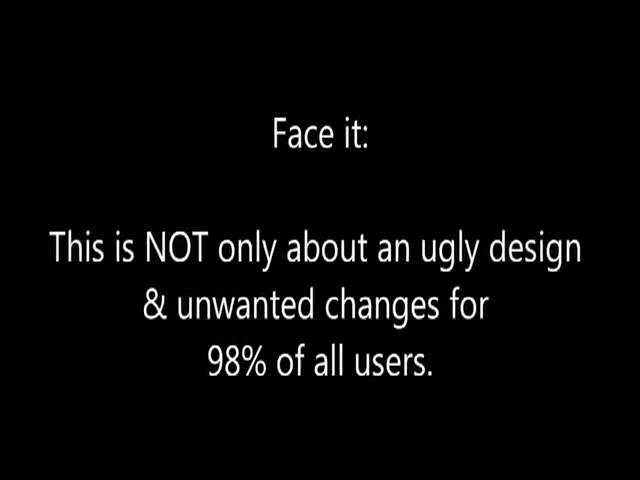 Face it:
This is NOT only about an ugly design
& unwanted changes for
98% of all users.